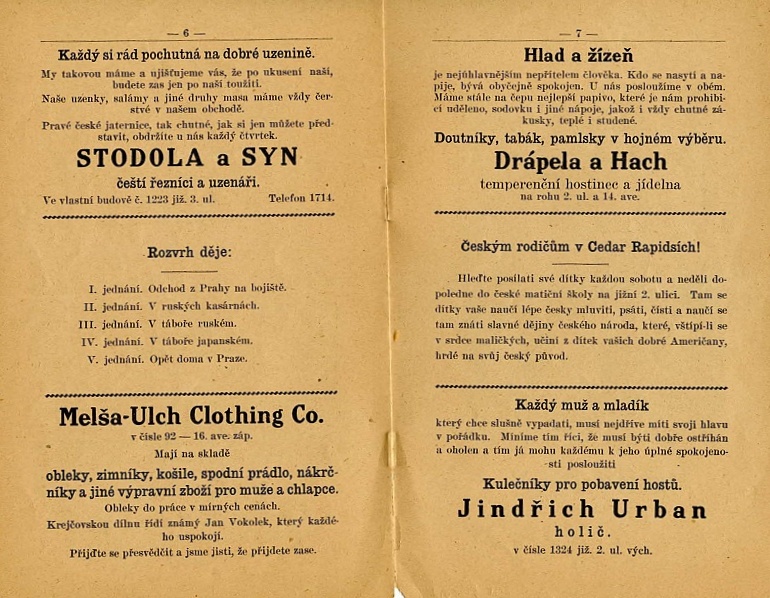 — 6 —
Každý si rád pochutná na dobré uzenině.
My takovou máme a ujišťujeme vás, že po ukusení naší,
budete zas jen po naší toužiti.
Naše uzenky, salámy a jiné druhy masa máme vždy čer-
stvé v našem obchodě.
Pravé české jaternice, tak chutné, jak si jen můžete před-
stavit, obdržíte u nás každý čtvrtek.
STODOLA a SYN
čeští řezníci a uzenáři.
Ve vlastní budově č. 1223 již. 3. ul. Telefon 1714.
Rozvrh děje:
I. jednání. Odchod z Prahy na bojiště.
II. jednání. V ruských kasárnách.
III. jednání. V táboře ruském.
IV. jednání. V táboře japanském.
V. jednání. Opět doma v Praze.
Melša-Ulch Clothing Co.
v čísle 92 — 16. ave. záp.
Mají na skladě
obleky, zimníky, košile, spodní prádlo, nákrč-
níky a jiné výpravní zboží pro muže a chlapce.
Obleky do práce v mírných cenách.
Krejčovskou dílnu řídí známý Jan Vokolek, který každé-
ho uspokojí.
Přijďte se přesvědčit a jsme jisti, že přijdete zase.
— 7 —
Hlad a žízeň
je nejúhlavnějším nepřítelem člověka. Kdo se nasytí a na-
pije, bývá obyčejně spokojen. U nás posloužíme v obém.
Máme stále na čepu nejlepší papivo, které je nám prohibi-
cí uděleno, sodovku i jiné nápoje, jakož i vždy chutné zá-
kusky, teplé i studené.
Doutníky, tabák, pamlsky v hojném výběru.
Drápela a Hach
temperenční hostinec a jídelna
na rohu 2. ul. a 14. ave.
Českým rodičům v Cedar Rapidsích!
Hleďte posílati své dítky každou sobotu a neděli do-
poledne do české matiční školy na jižní 2. ulici. Tam se
dítky vaše naučí lépe česky mluviti, psáti, čísti a naučí se
tam znáti slavné dějiny českého národa, které, vštípí-li se
v srdce maličkých, učiní z dítek vašich dobré Američany,
hrdé na svůj český původ.
Každý muž a mladík
který chce slušně vypadati, musí nejdříve míti svoji hlavu
v pořádku. Míníme tím říci, že musí býti dobře ostříhán
a oholen a tím já mohu každému k jeho úplné spokojeno-
sti posloužiti
Kulečníky pro pobavení hostů.
Jindřich Urban
holič.
v čísle 1324 již. 2. ul. vých.